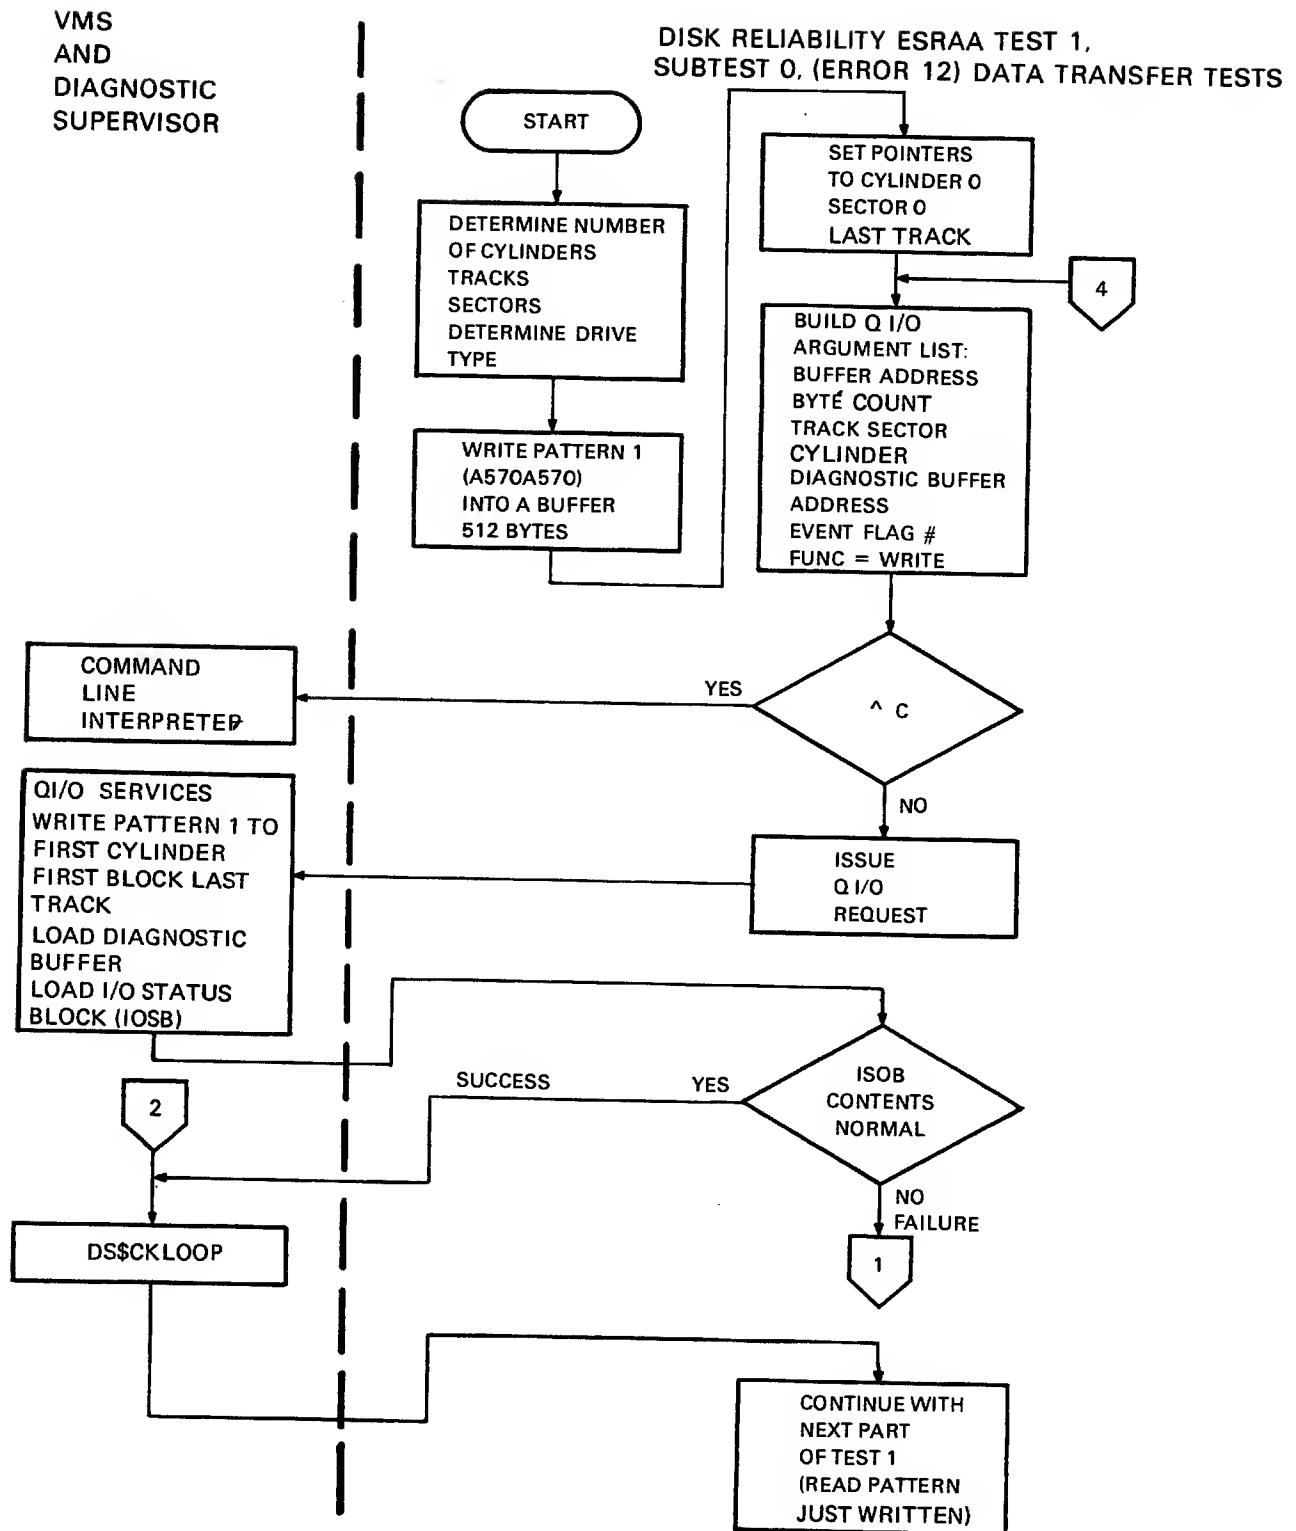 VMS
AND
DIAGNOSTIC
SUPERVISOR
DISK RELIABILITY ESRAA TEST 1,
SUBTEST 0, (ERROR 12) DATA TRANSFER TESTS
START
DETERMINE NUMBER
OF CYLINDERS
TRACKS
SECTORS
DETERMINE DRIVE
TYPE
WRITE PATTERN 1
(A570A570)
INTO A BUFFER
512 BYTES
SET POINTERS
TO CYLINDER 0
SECTOR 0
LAST TRACK
4
BUILD Q I/O
ARGUMENT LIST:
BUFFER ADDRESS
BYTE COUNT
TRACK SECTOR
CYLINDER
DIAGNOSTIC BUFFER
ADDRESS
EVENT FLAG #
FUNC = WRITE
^ C
YES
COMMAND
LINE
INTERPRETER
NO
ISSUE
Q I/O
REQUEST
QI/O SERVICES
WRITE PATTERN 1 TO
FIRST CYLINDER
FIRST BLOCK LAST
TRACK
LOAD DIAGNOSTIC
BUFFER
LOAD I/O STATUS
BLOCK (IOSB)
ISOB
CONTENTS
NORMAL
YES
SUCCESS
2
NO
FAILURE
1
DS$CKLOOP
CONTINUE WITH
NEXT PART
OF TEST 1
(READ PATTERN
JUST WRITTEN)